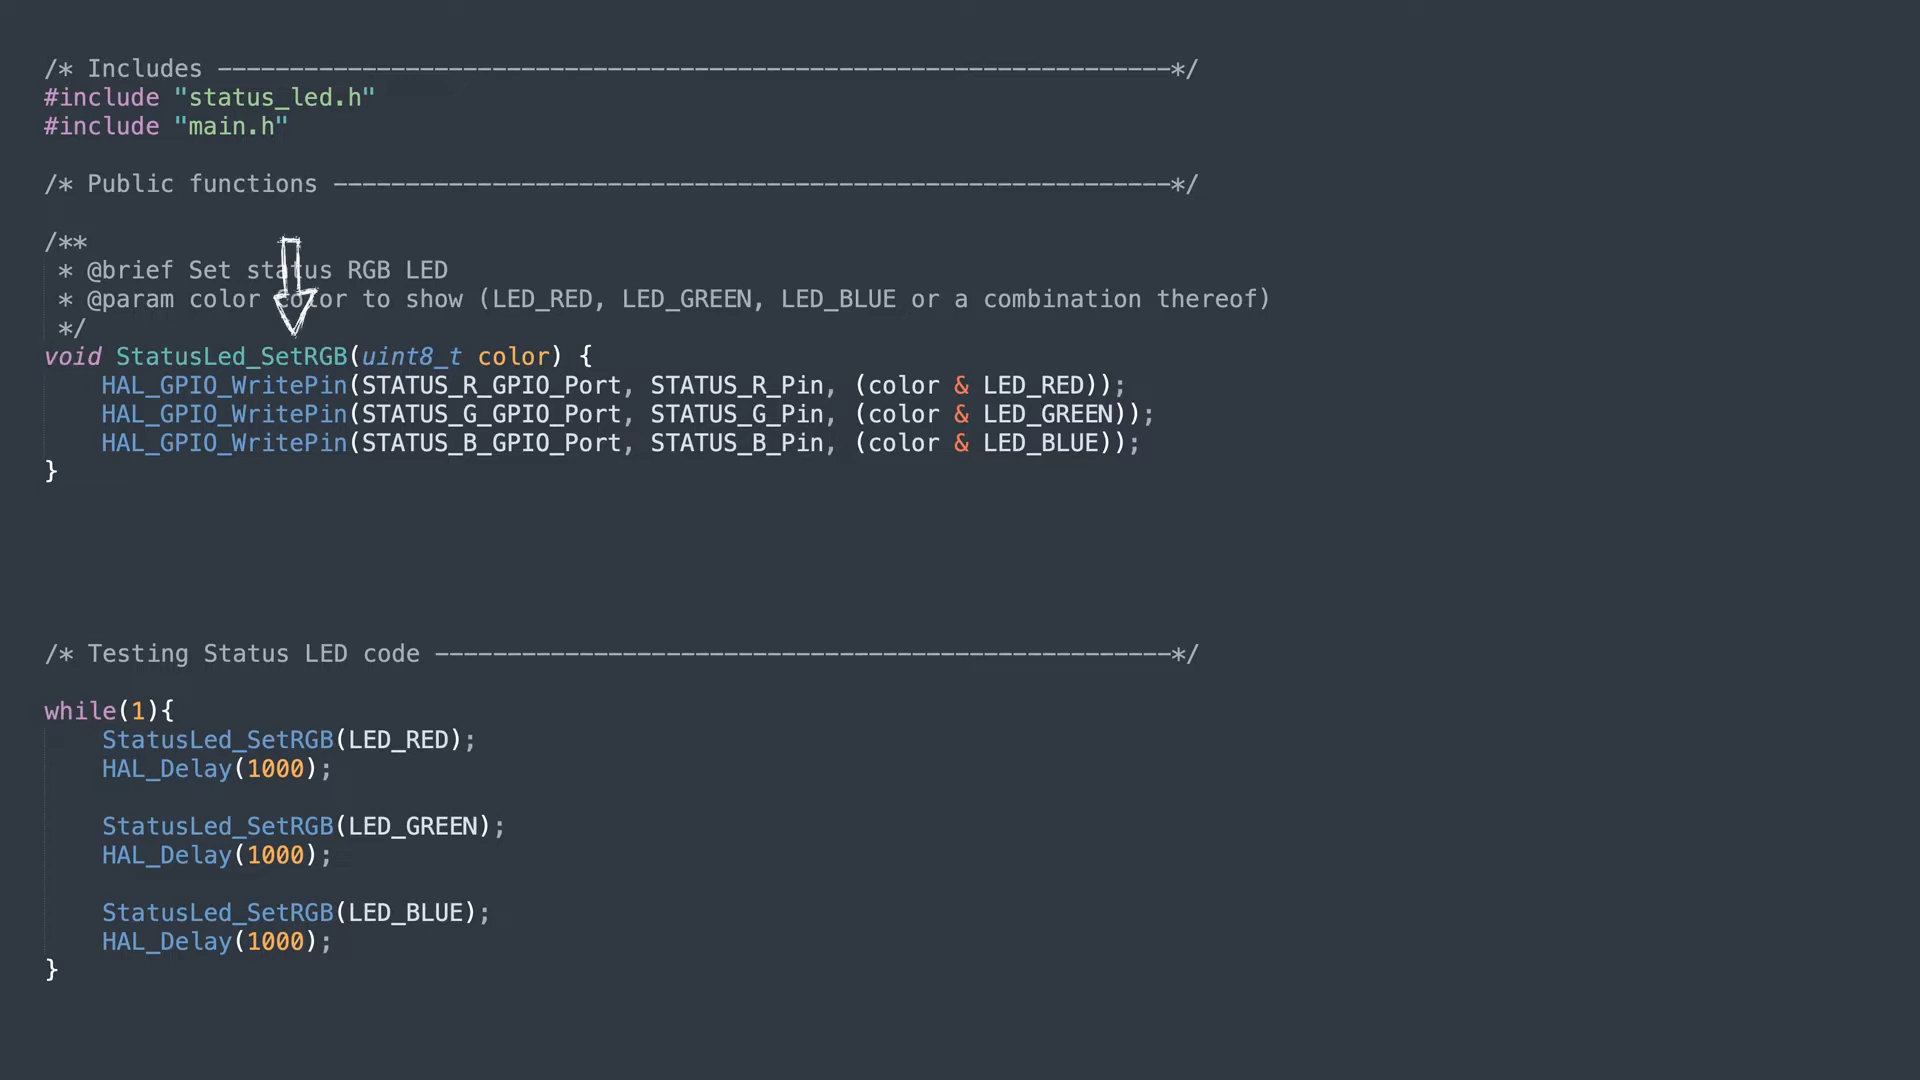 /* Includes ------------------------------------------------------------------*/
#include "status_led.h"
#include "main.h"
/* Public functions ----------------------------------------------------------*/
/**
* @brief Set status RGB LED
* @param color Color to show (LED_RED, LED_GREEN, LED_BLUE or a combination thereof)
*/
void StatusLed_SetRGB(uint8_t color) {
HAL_GPIO_WritePin(STATUS_R_GPIO_Port, STATUS_R_Pin, (color & LED_RED));
HAL_GPIO_WritePin(STATUS_G_GPIO_Port, STATUS_G_Pin, (color & LED_GREEN));
HAL_GPIO_WritePin(STATUS_B_GPIO_Port, STATUS_B_Pin, (color & LED_BLUE));
}
/* Testing Status LED code ---------------------------------------------------*/
while(1){
StatusLed_SetRGB(LED_RED);
HAL_Delay(1000);
StatusLed_SetRGB(LED_GREEN);
HAL_Delay(1000);
StatusLed_SetRGB(LED_BLUE);
HAL_Delay(1000);
}